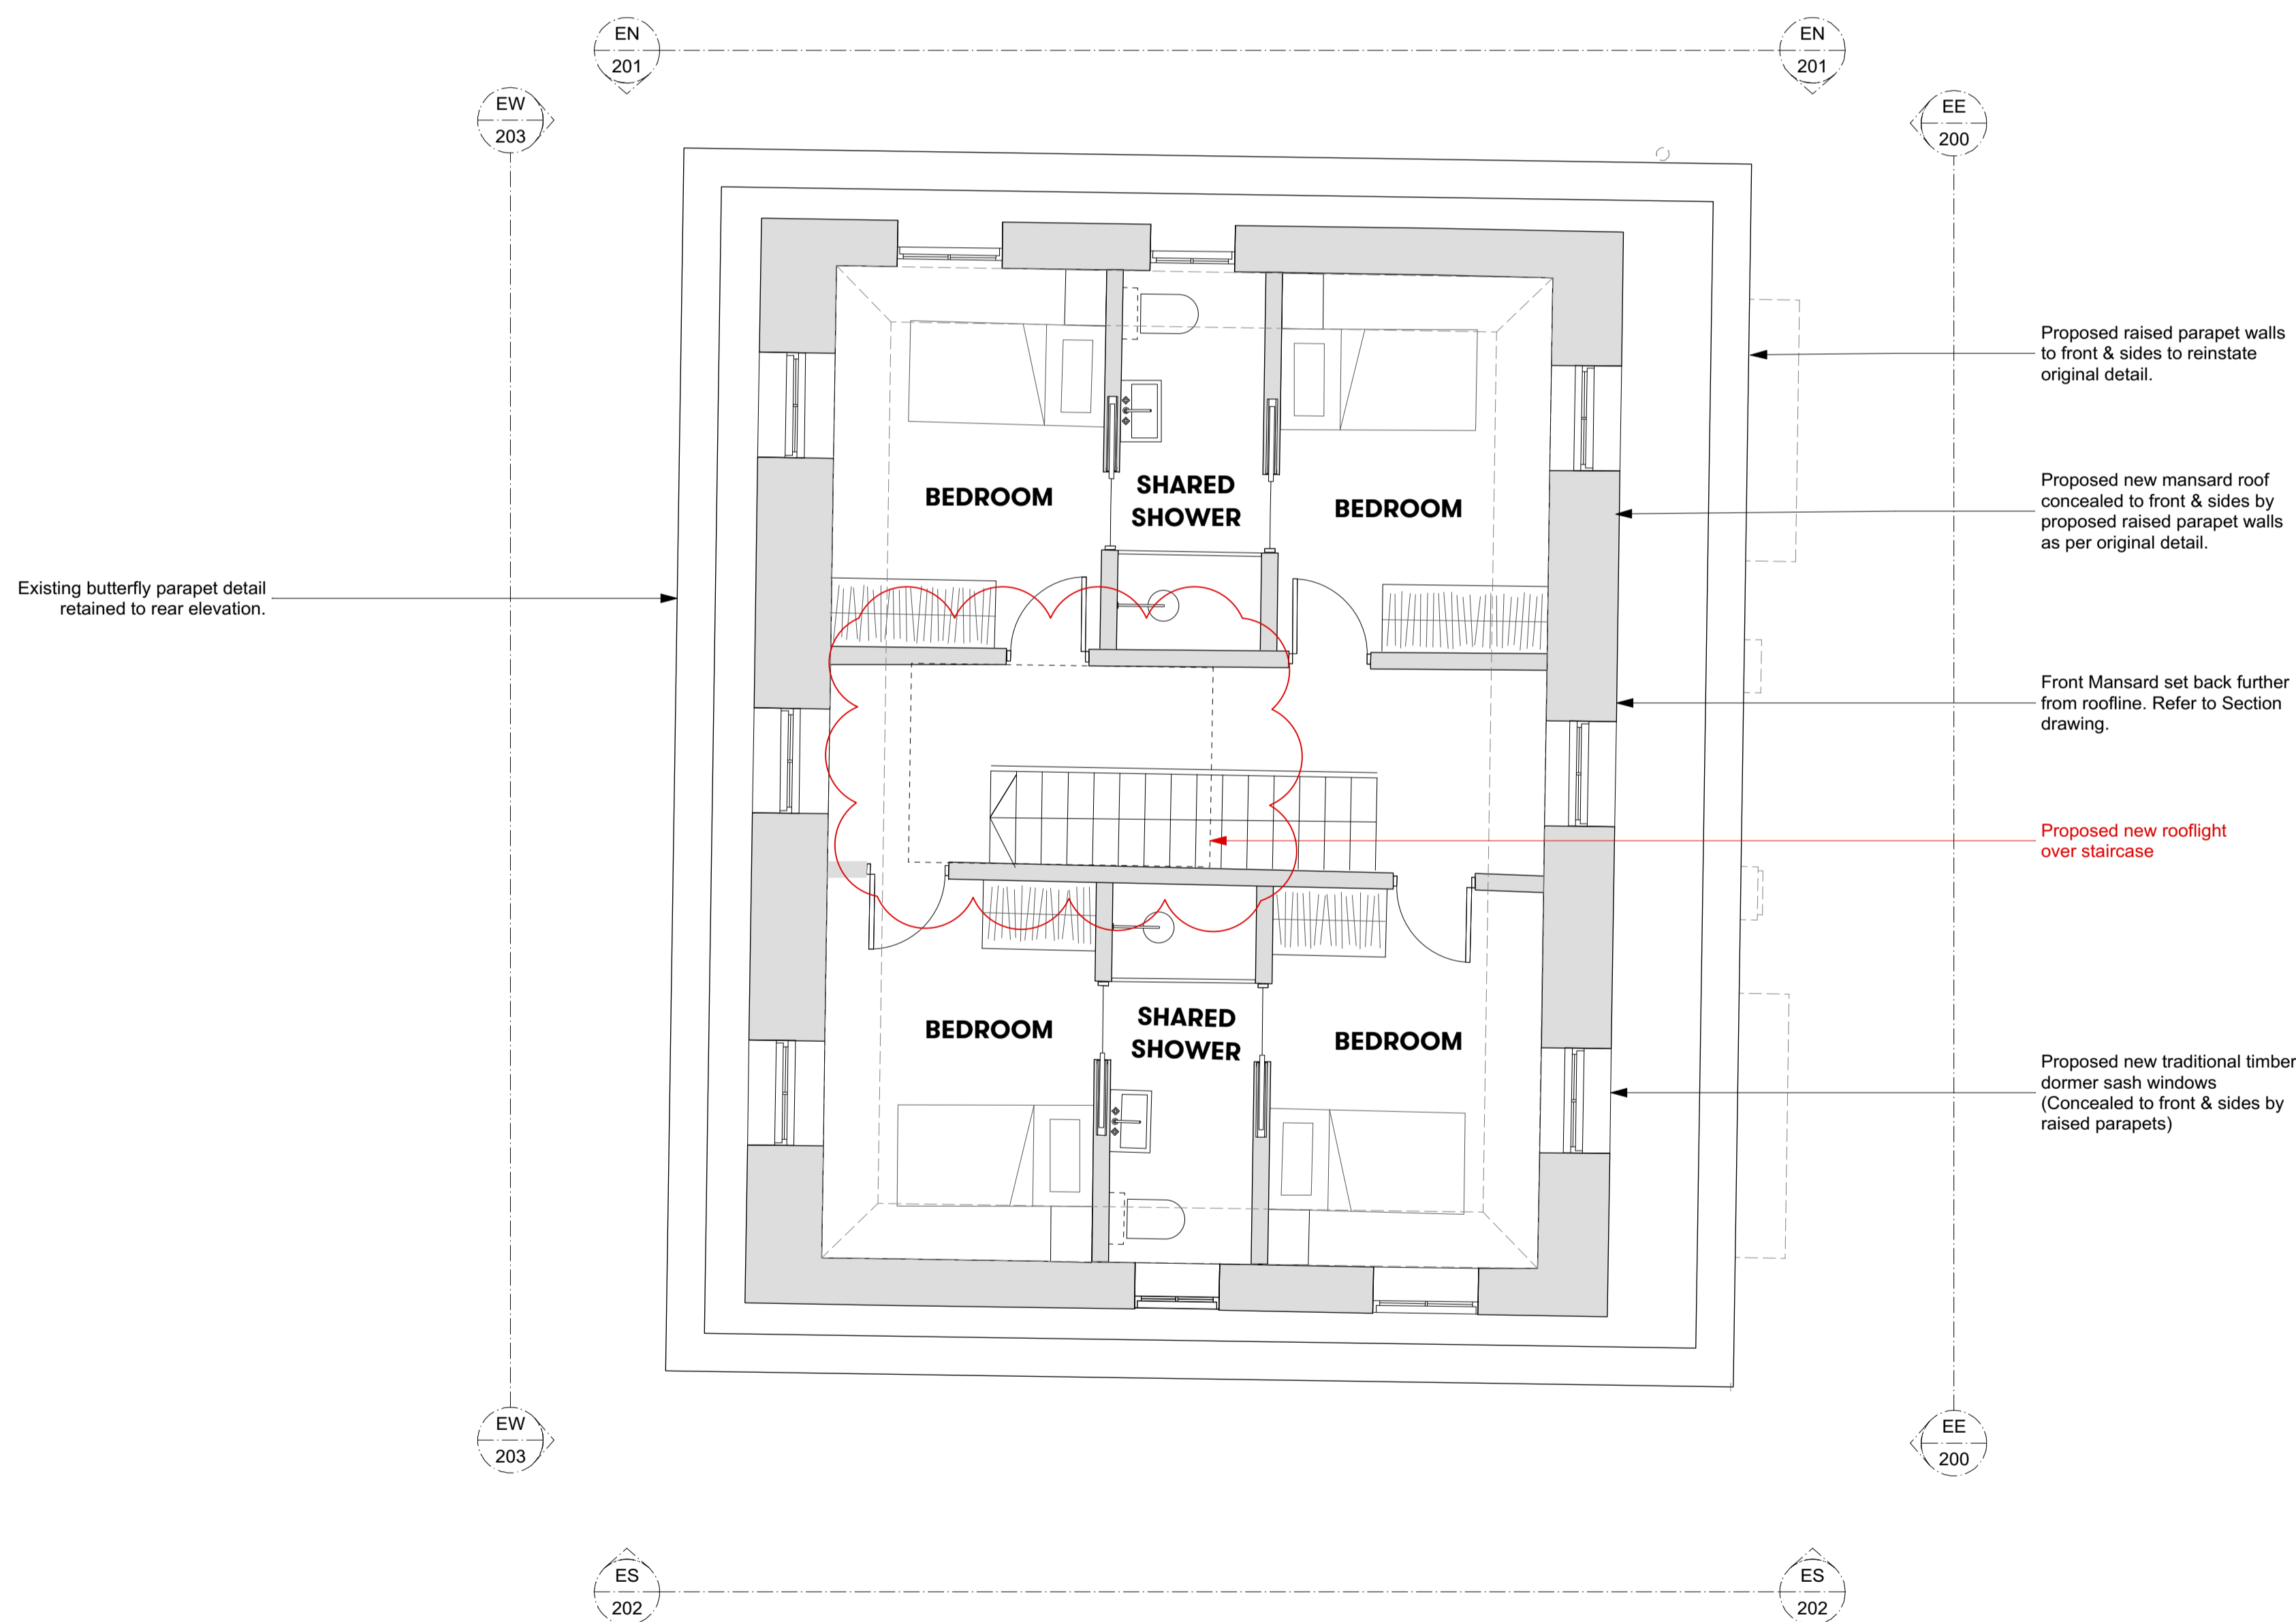 EN
201
EN
201
EW
203
EE
200
Proposed raised parapet walls
to front & sides to reinstate
original detail.
Proposed new mansard roof
concealed to front & sides by
proposed raised parapet walls
as per original detail.
BEDROOM
SHARED
SHOWER
BEDROOM
Existing butterfly parapet detail
retained to rear elevation.
Front Mansard set back further
from roofline. Refer to Section
drawing.
Proposed new rooflight
over staircase
BEDROOM
SHARED
SHOWER
BEDROOM
Proposed new traditional timber
dormer sash windows
(Concealed to front & sides by
raised parapets)
EW
203
EE
200
ES
202
ES
202